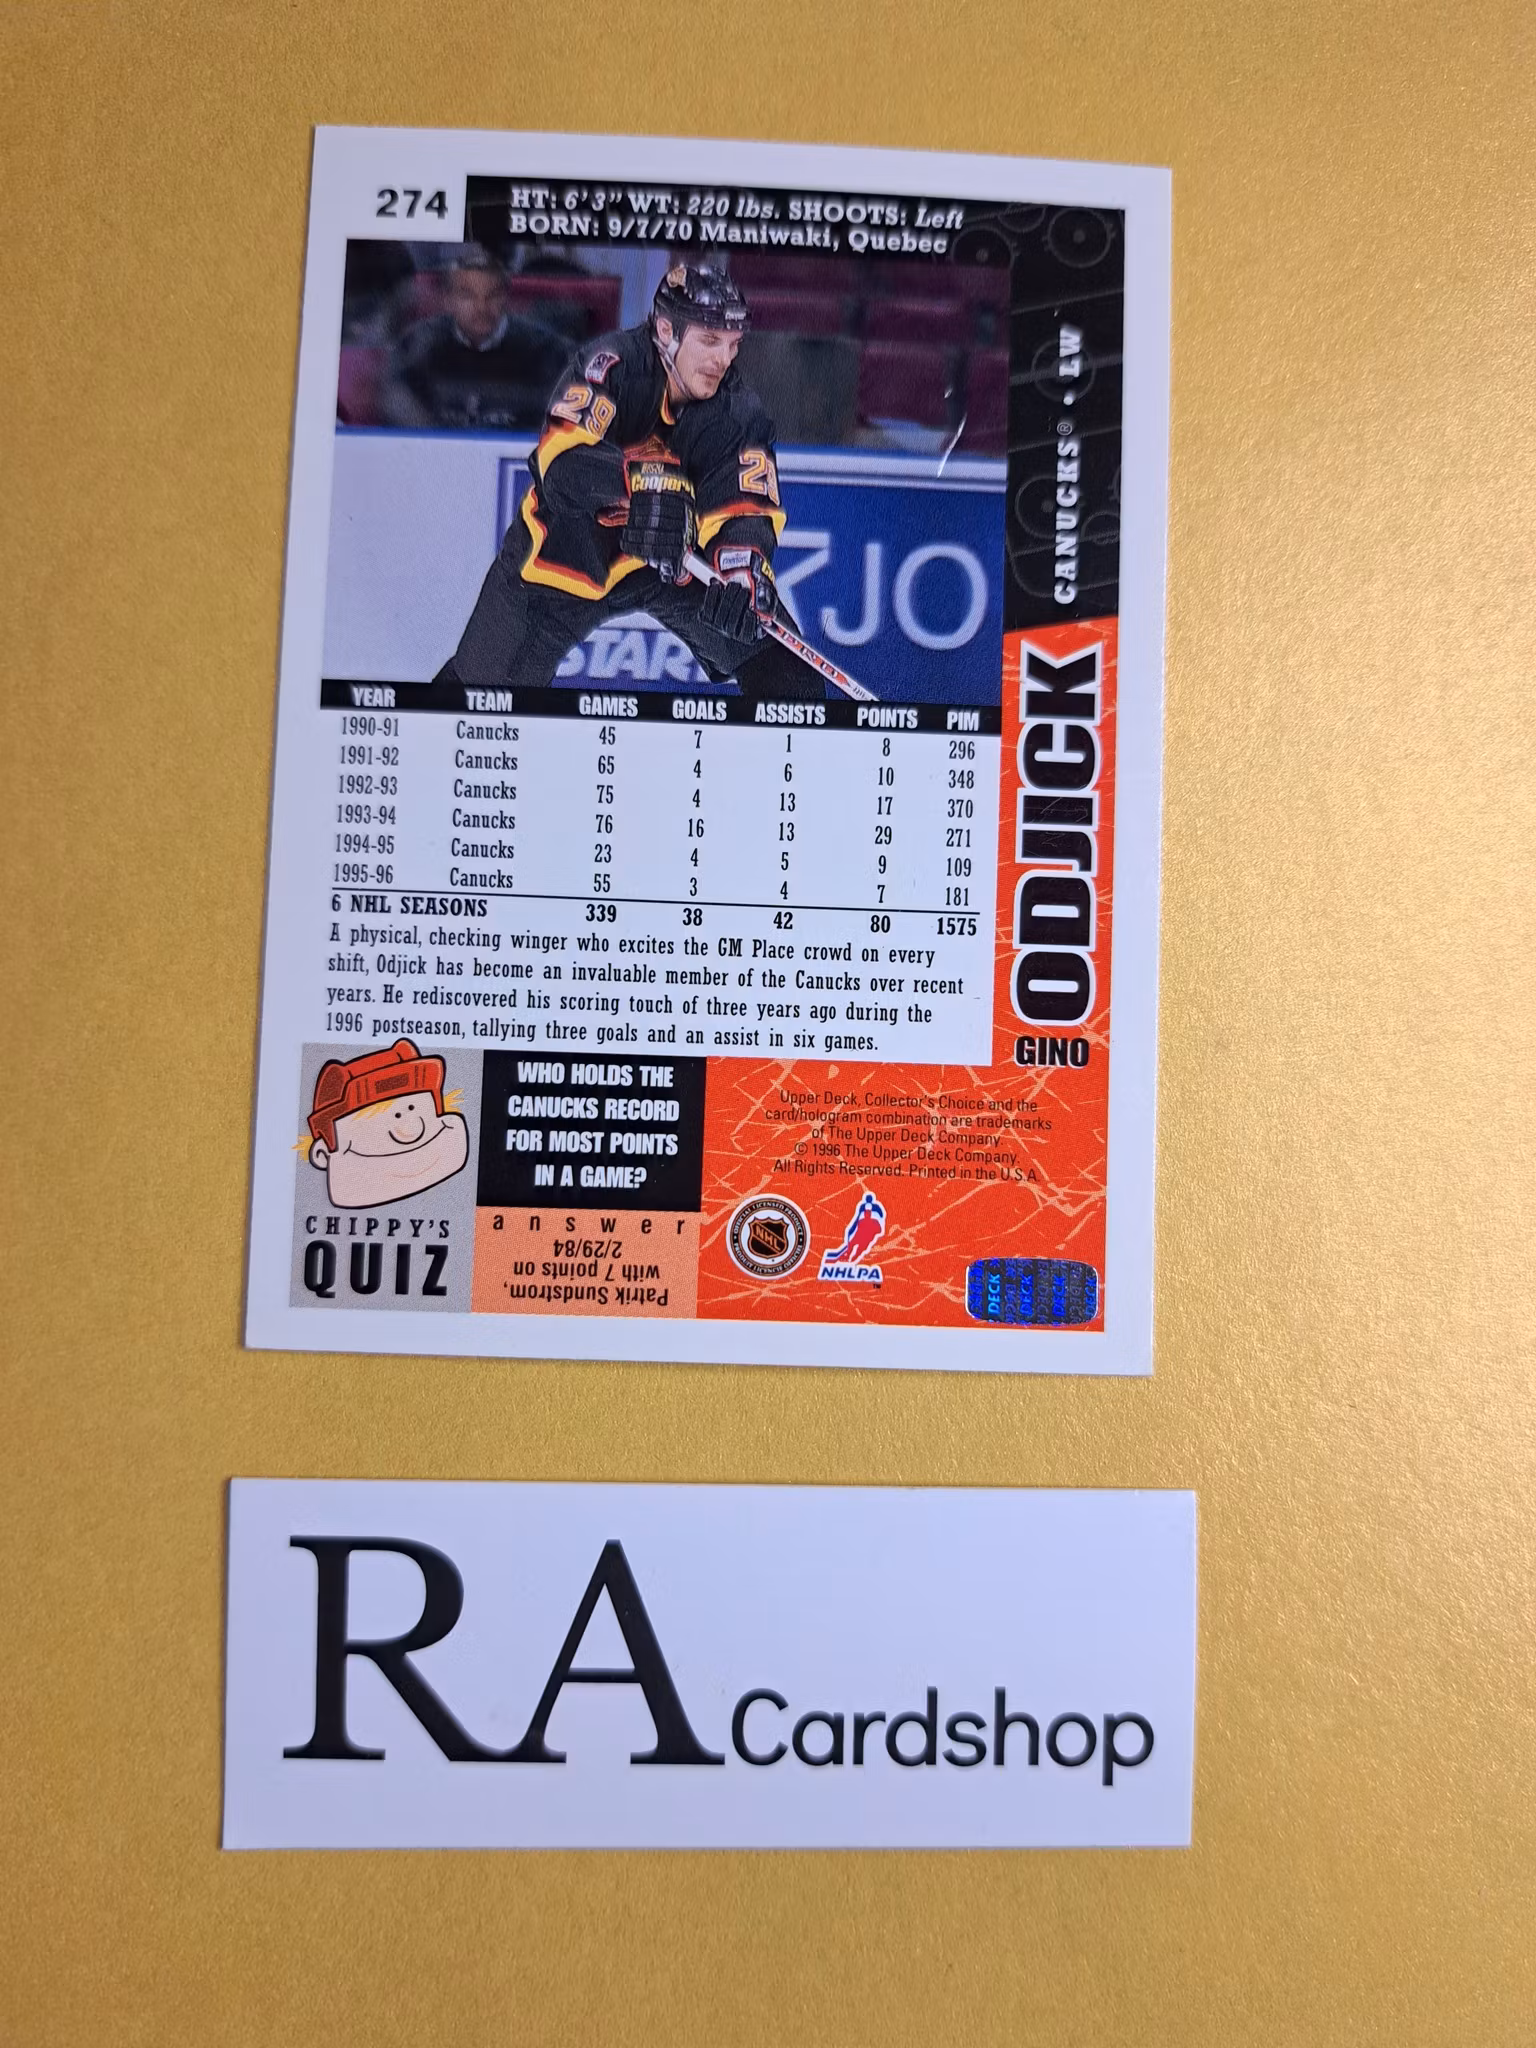 274
HT: 6'3" WT: 220 lbs. SHOOTS: Left
BORN: 9/7/70 Maniwaki, Quebec
CANUCKS® • LW
29
29
Cooper
KJO
STAR
YEAR TEAM GAMES GOALS ASSISTS POINTS PIM
1990-91 Canucks 45 7 1 8 296
1991-92 Canucks 65 4 6 10 348
1992-93 Canucks 75 4 13 17 370
1993-94 Canucks 76 16 13 29 271
1994-95 Canucks 23 4 5 9 109
1995-96 Canucks 55 3 4 7 181
6 NHL SEASONS 339 38 42 80 1575
A physical, checking winger who excites the GM Place crowd on every
shift, Odjick has become an invaluable member of the Canucks over recent
years. He rediscovered his scoring touch of three years ago during the
1996 postseason, tallying three goals and an assist in six games.
GINO ODJICK
CHIPPY'S
QUIZ
WHO HOLDS THE
CANUCKS RECORD
FOR MOST POINTS
IN A GAME?
answer
Patrik Sundstrom,
with 7 points on
2/29/84
Upper Deck, Collector's Choice and the
card/hologram combination are trademarks
of The Upper Deck Company.
© 1996 The Upper Deck Company.
All Rights Reserved. Printed in the U.S.A.
NHL
NHLPA
DECK
RA Cardshop